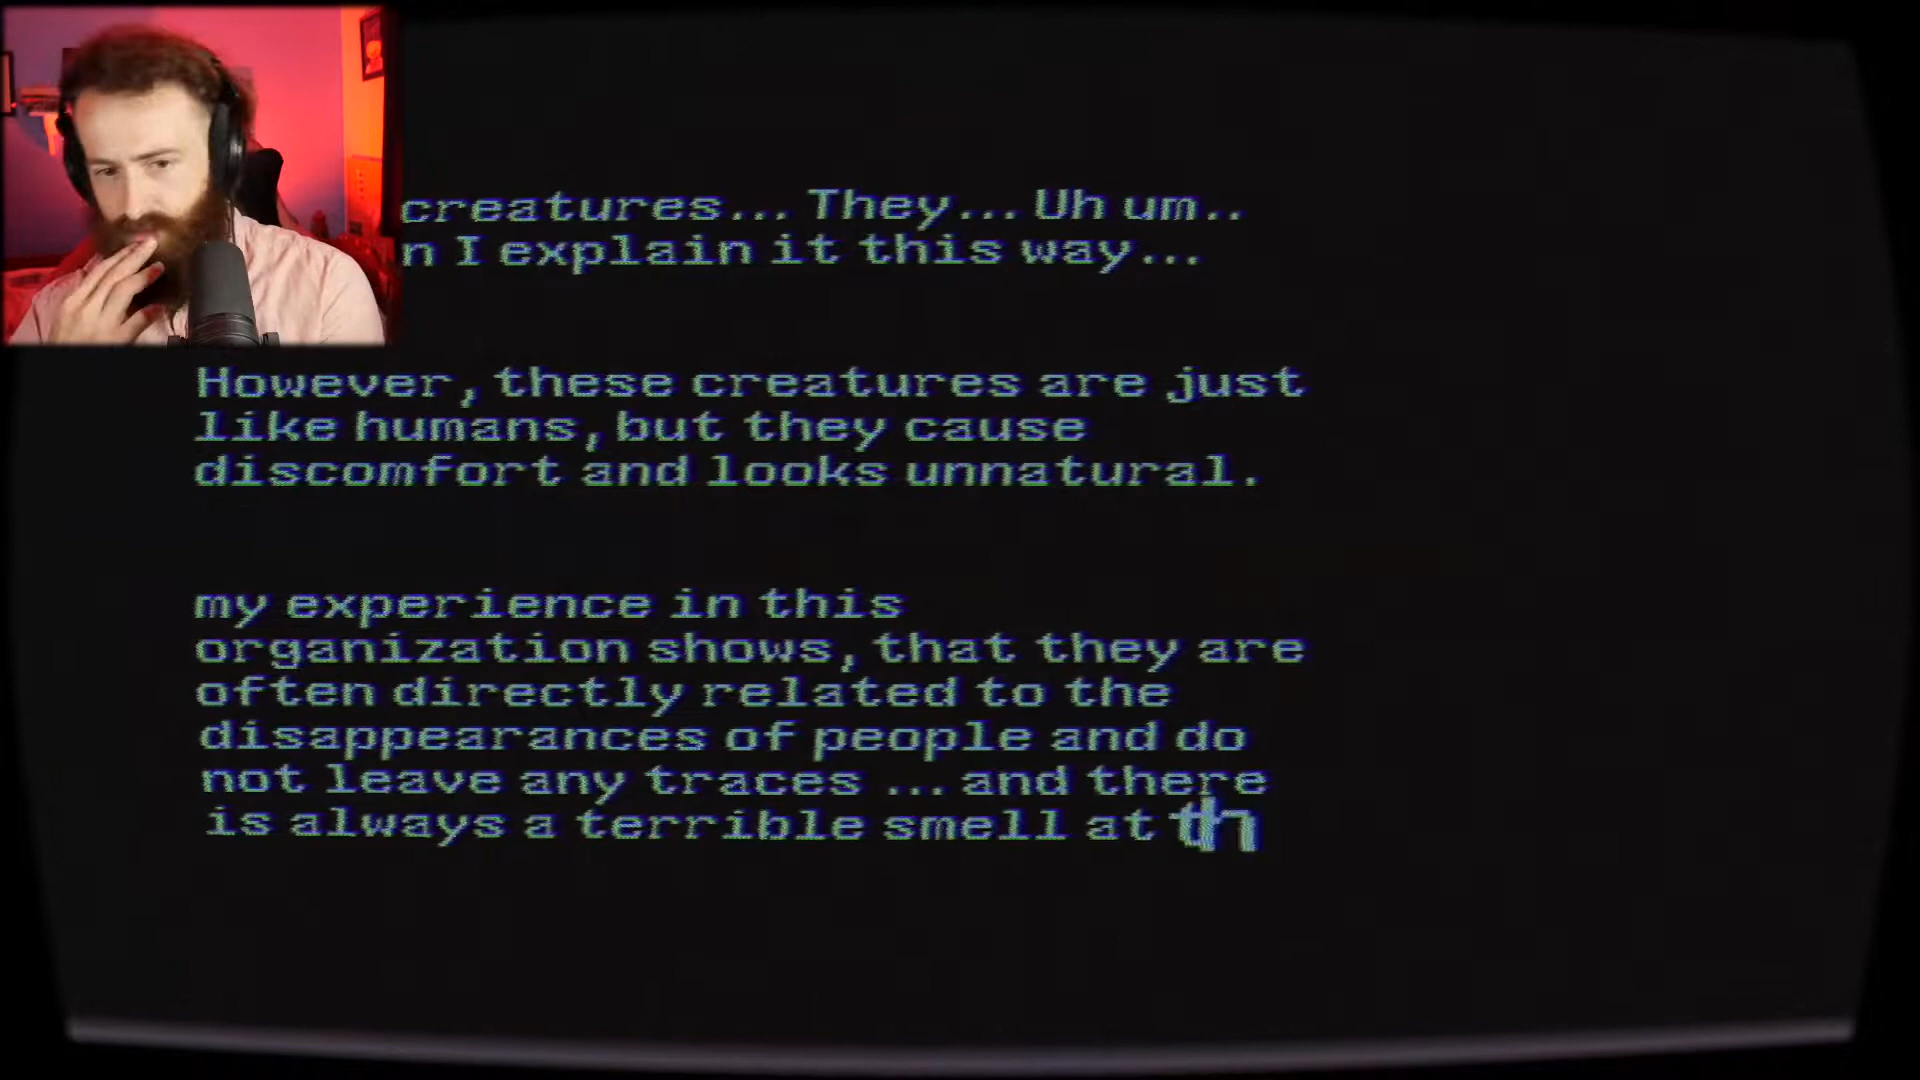 creatures... They... Uh um..
n I explain it this way...
However, these creatures are just
like humans, but they cause
discomfort and looks unnatural.
my experience in this
organization shows, that they are
often directly related to the
disappearances of people and do
not leave any traces ... and there
is always a terrible smell at th